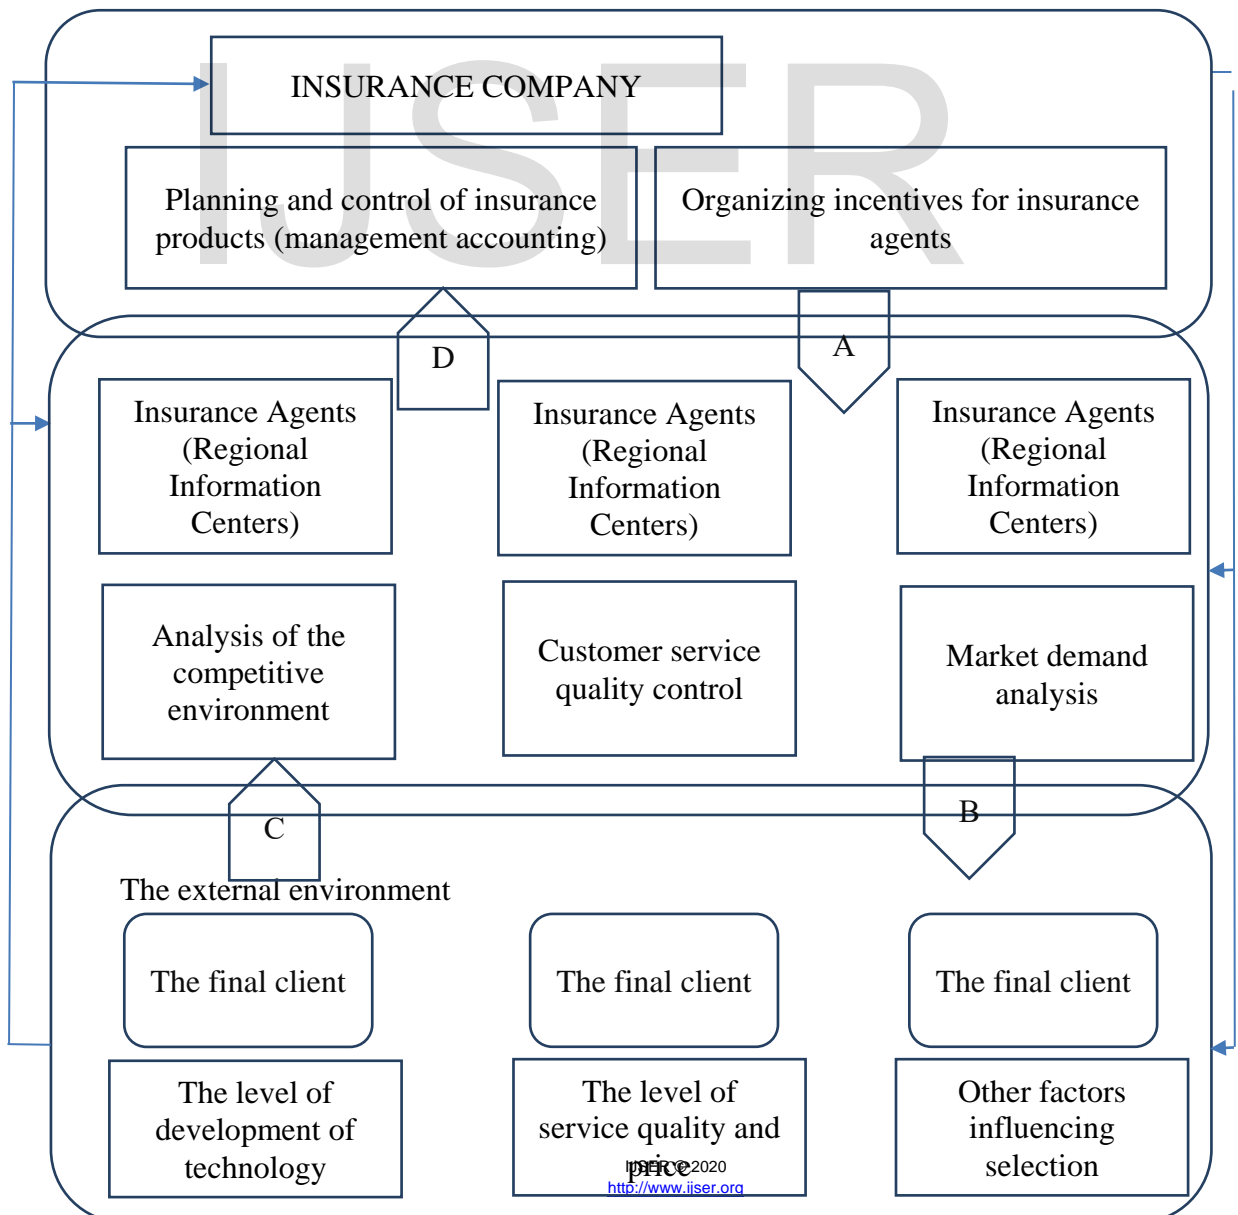 IJSER
INSURANCE COMPANY
Planning and control of insurance
products (management accounting)
Organizing incentives for insurance
agents
D
A
Insurance Agents
(Regional
Information
Centers)
Insurance Agents
(Regional
Information
Centers)
Insurance Agents
(Regional
Information
Centers)
Analysis of the
competitive
environment
Customer service
quality control
Market demand
analysis
C
B
The external environment
The final client
The final client
The final client
The level of
development of
technology
The level of
service quality and
price
Other factors
influencing
selection
IJSER © 2020
http://www.ijser.org